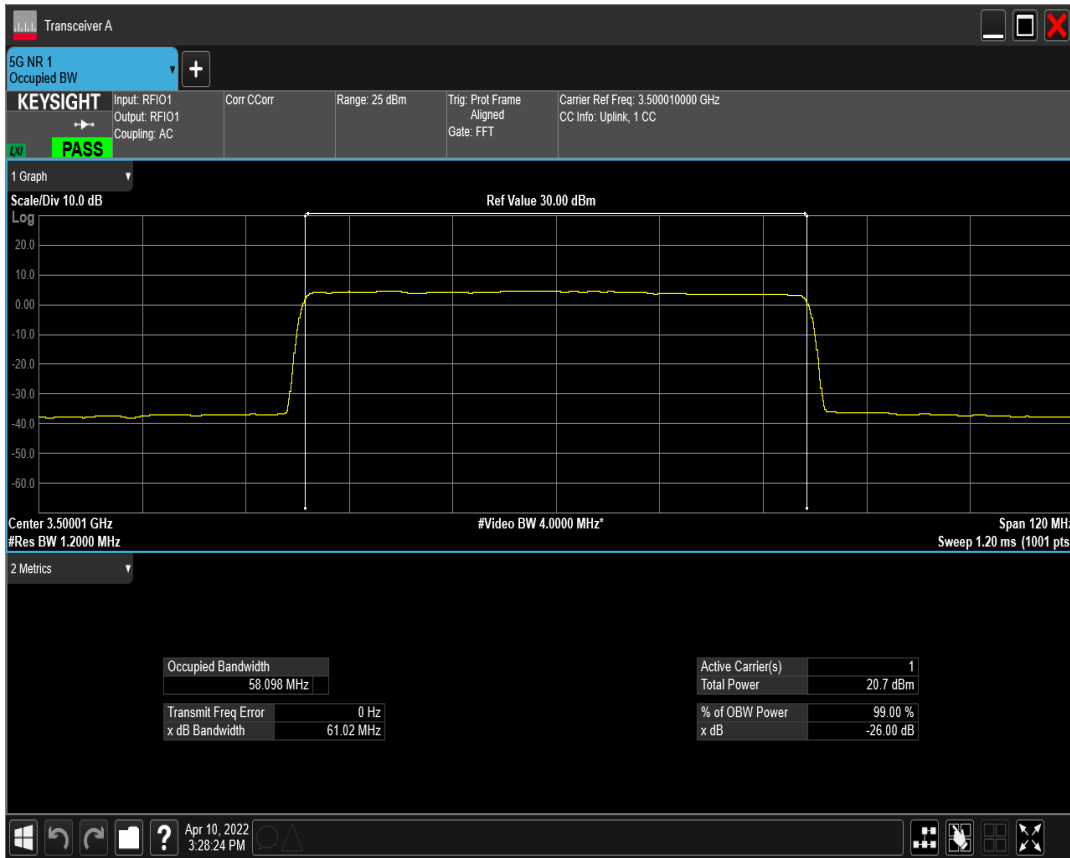 Transceiver A
5G NR 1
Occupied BW
+
KEYSIGHT
LXI
PASS
Input: RFIO1
Output: RFIO1
Coupling: AC
Corr CCorr
Range: 25 dBm
Trig: Prot Frame
Aligned
Gate: FFT
Carrier Ref Freq: 3.500010000 GHz
CC Info: Uplink, 1 CC
1 Graph
Scale/Div 10.0 dB
Ref Value 30.00 dBm
Log
20.0
10.0
0.00
-10.0
-20.0
-30.0
-40.0
-50.0
-60.0
Center 3.50001 GHz
#Video BW 4.0000 MHz*
Span 120 MHz
#Res BW 1.2000 MHz
Sweep 1.20 ms (1001 pts
2 Metrics
Occupied Bandwidth
58.098 MHz
Transmit Freq Error 0 Hz
x dB Bandwidth 61.02 MHz
Active Carrier(s) 1
Total Power 20.7 dBm
% of OBW Power 99.00 %
x dB -26.00 dB
?
Apr 10, 2022
3:28:24 PM